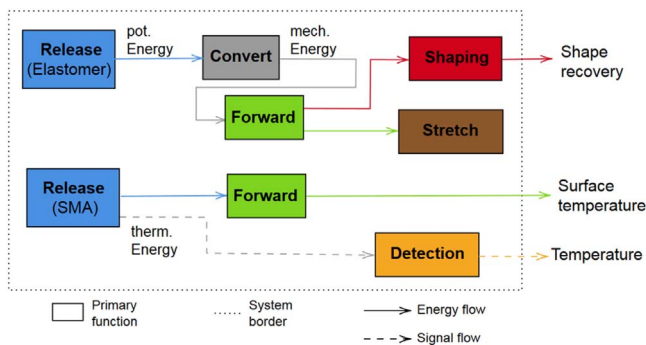 Release
(Elastomer)
pot.
Energy
Convert
mech.
Energy
Shaping
Shape
recovery
Forward
Stretch
Release
(SMA)
Forward
Surface
temperature
therm.
Energy
Detection
Temperature
Primary
function
System
border
Energy flow
Signal flow